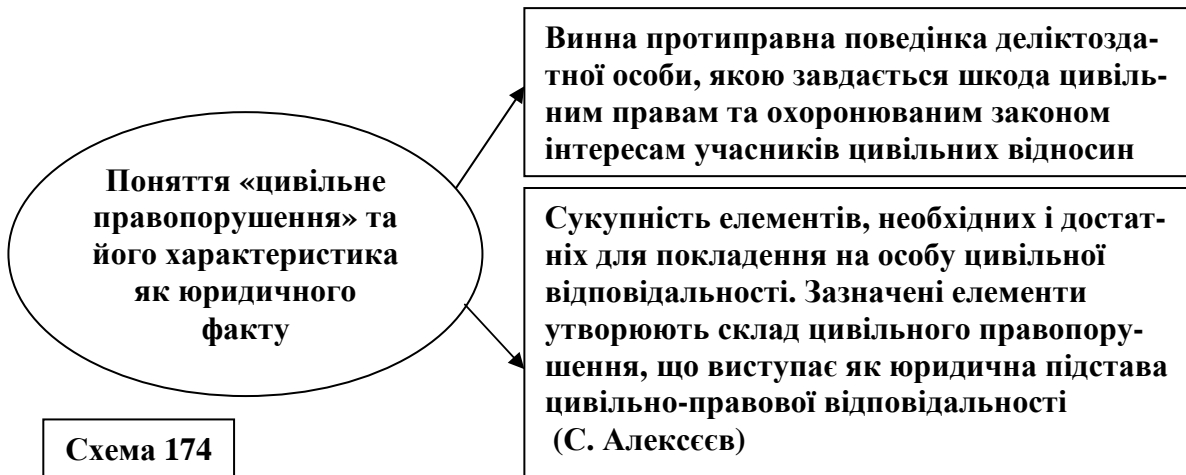 Поняття «цивільне
правопорушення» та
його характеристика
як юридичного
факту
Винна протиправна поведінка деліктозда-
тної особи, якою завдається шкода цивіль-
ним правам та охоронюваним законом
інтересам учасників цивільних відносин
Сукупність елементів, необхідних і достат-
ніх для покладення на особу цивільної
відповідальності. Зазначені елементи
утворюють склад цивільного правопору-
шення, що виступає як юридична підстава
цивільно-правової відповідальності
(С. Алексєєв)
Схема 174